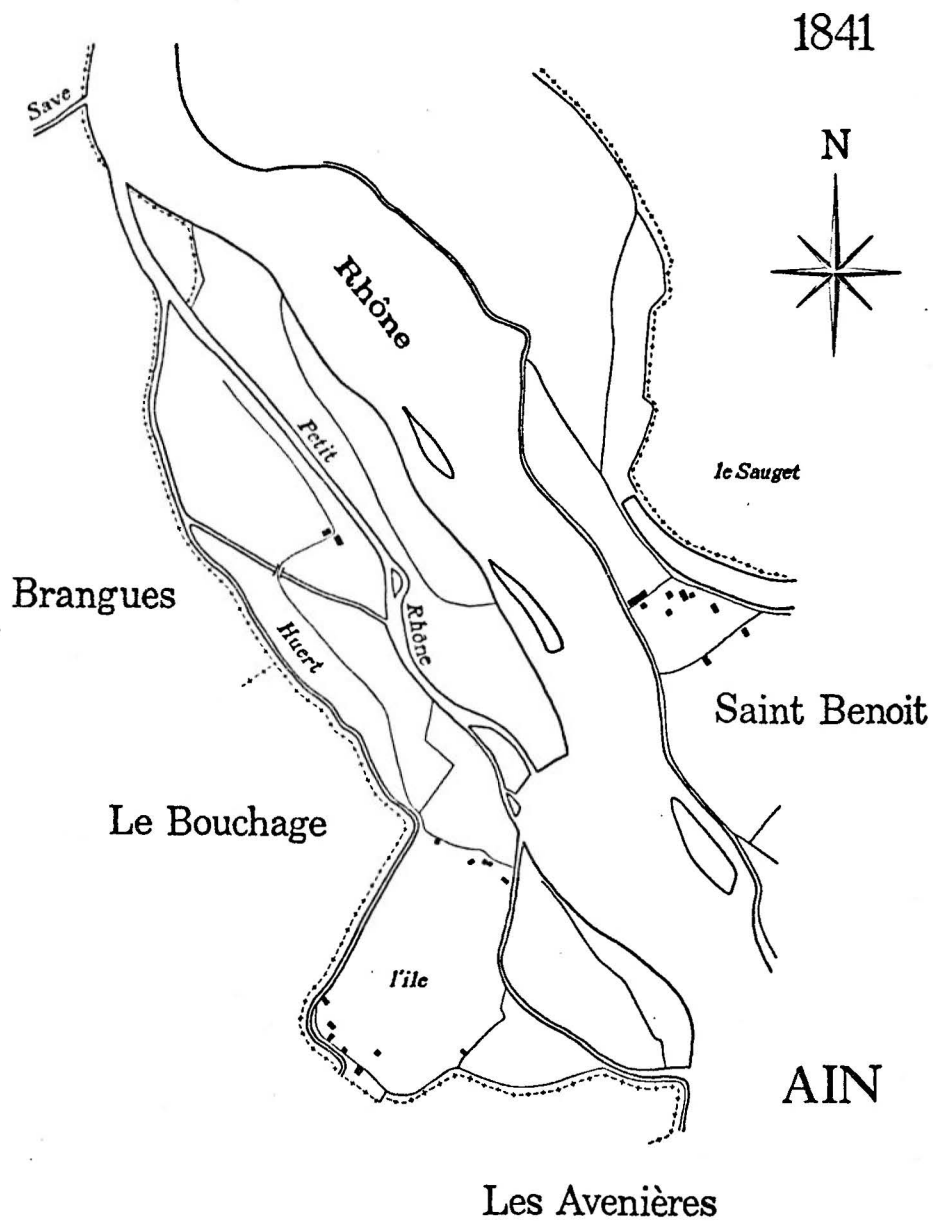 1841
Save
N
Rhône
Petit
le Sauget
Brangues
Rhône
Huert
Saint Benoit
Le Bouchage
l'ile
AIN
Les Avenières